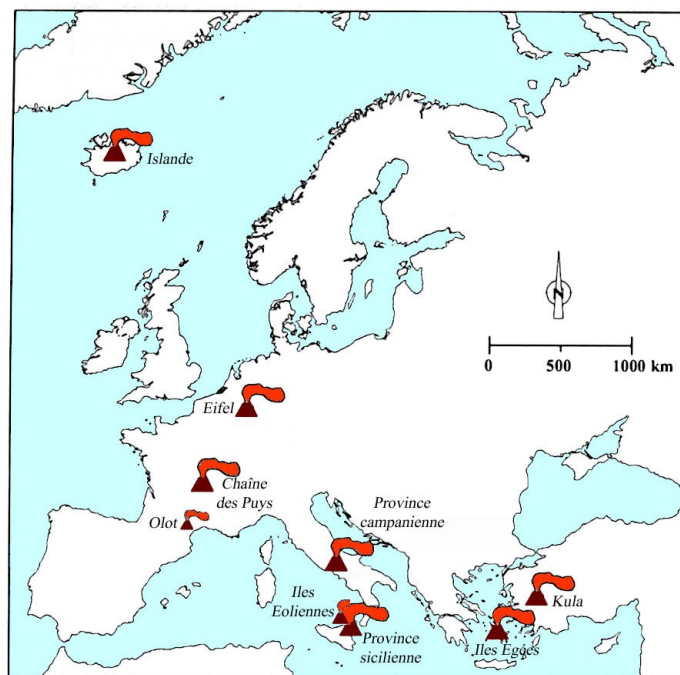 Islande
N
0 500 1000 km
Eifel
Chaîne
des Puys
Olot
Province
campanienne
Iles
Eoliennes
Kula
Province
sicilienne
Iles Egées